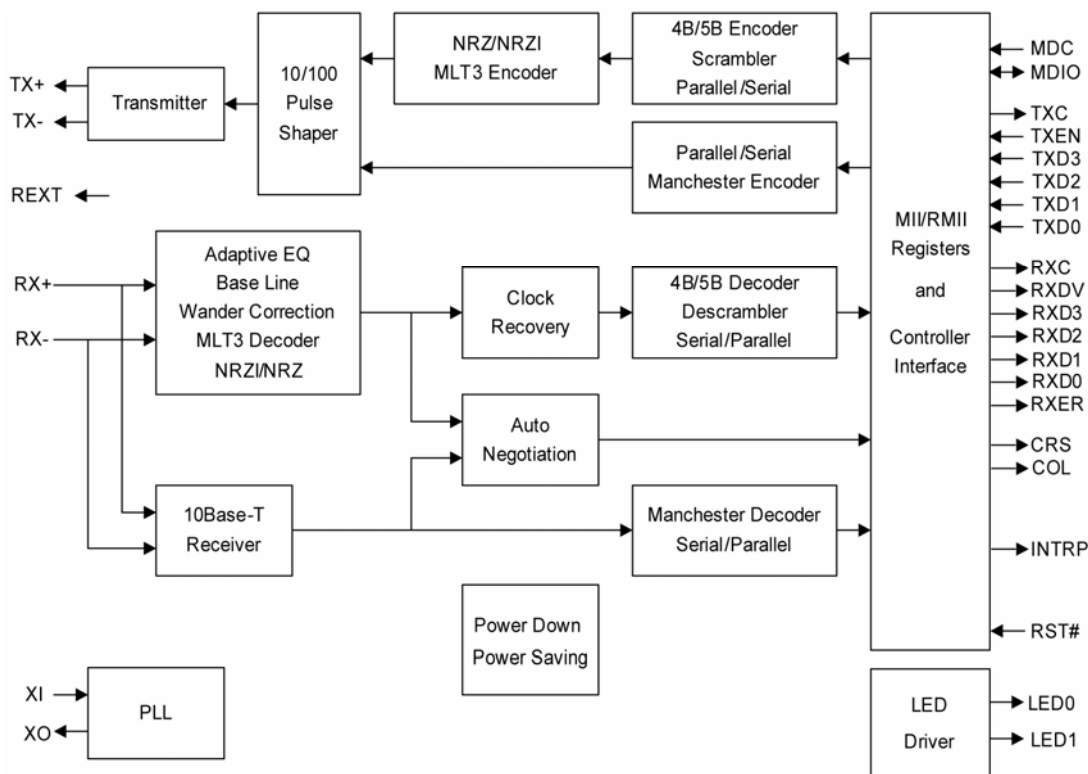 TX+
TX-
Transmitter
10/100
Pulse
Shaper
NRZ/NRZI
MLT3 Encoder
4B/5B Encoder
Scrambler
Parallel/Serial
Parallel/Serial
Manchester Encoder
REXT
RX+
RX-
Adaptive EQ
Base Line
Wander Correction
MLT3 Decoder
NRZI/NRZ
Clock
Recovery
4B/5B Decoder
Descrambler
Serial/Parallel
Auto
Negotiation
10Base-T
Receiver
Manchester Decoder
Serial/Parallel
Power Down
Power Saving
XI
XO
PLL
MII/RMII
Registers
and
Controller
Interface
MDC
MDIO
TXC
TXEN
TXD3
TXD2
TXD1
TXD0
RXC
RXDV
RXD3
RXD2
RXD1
RXD0
RXER
CRS
COL
INTRP
RST#
LED
Driver
LED0
LED1